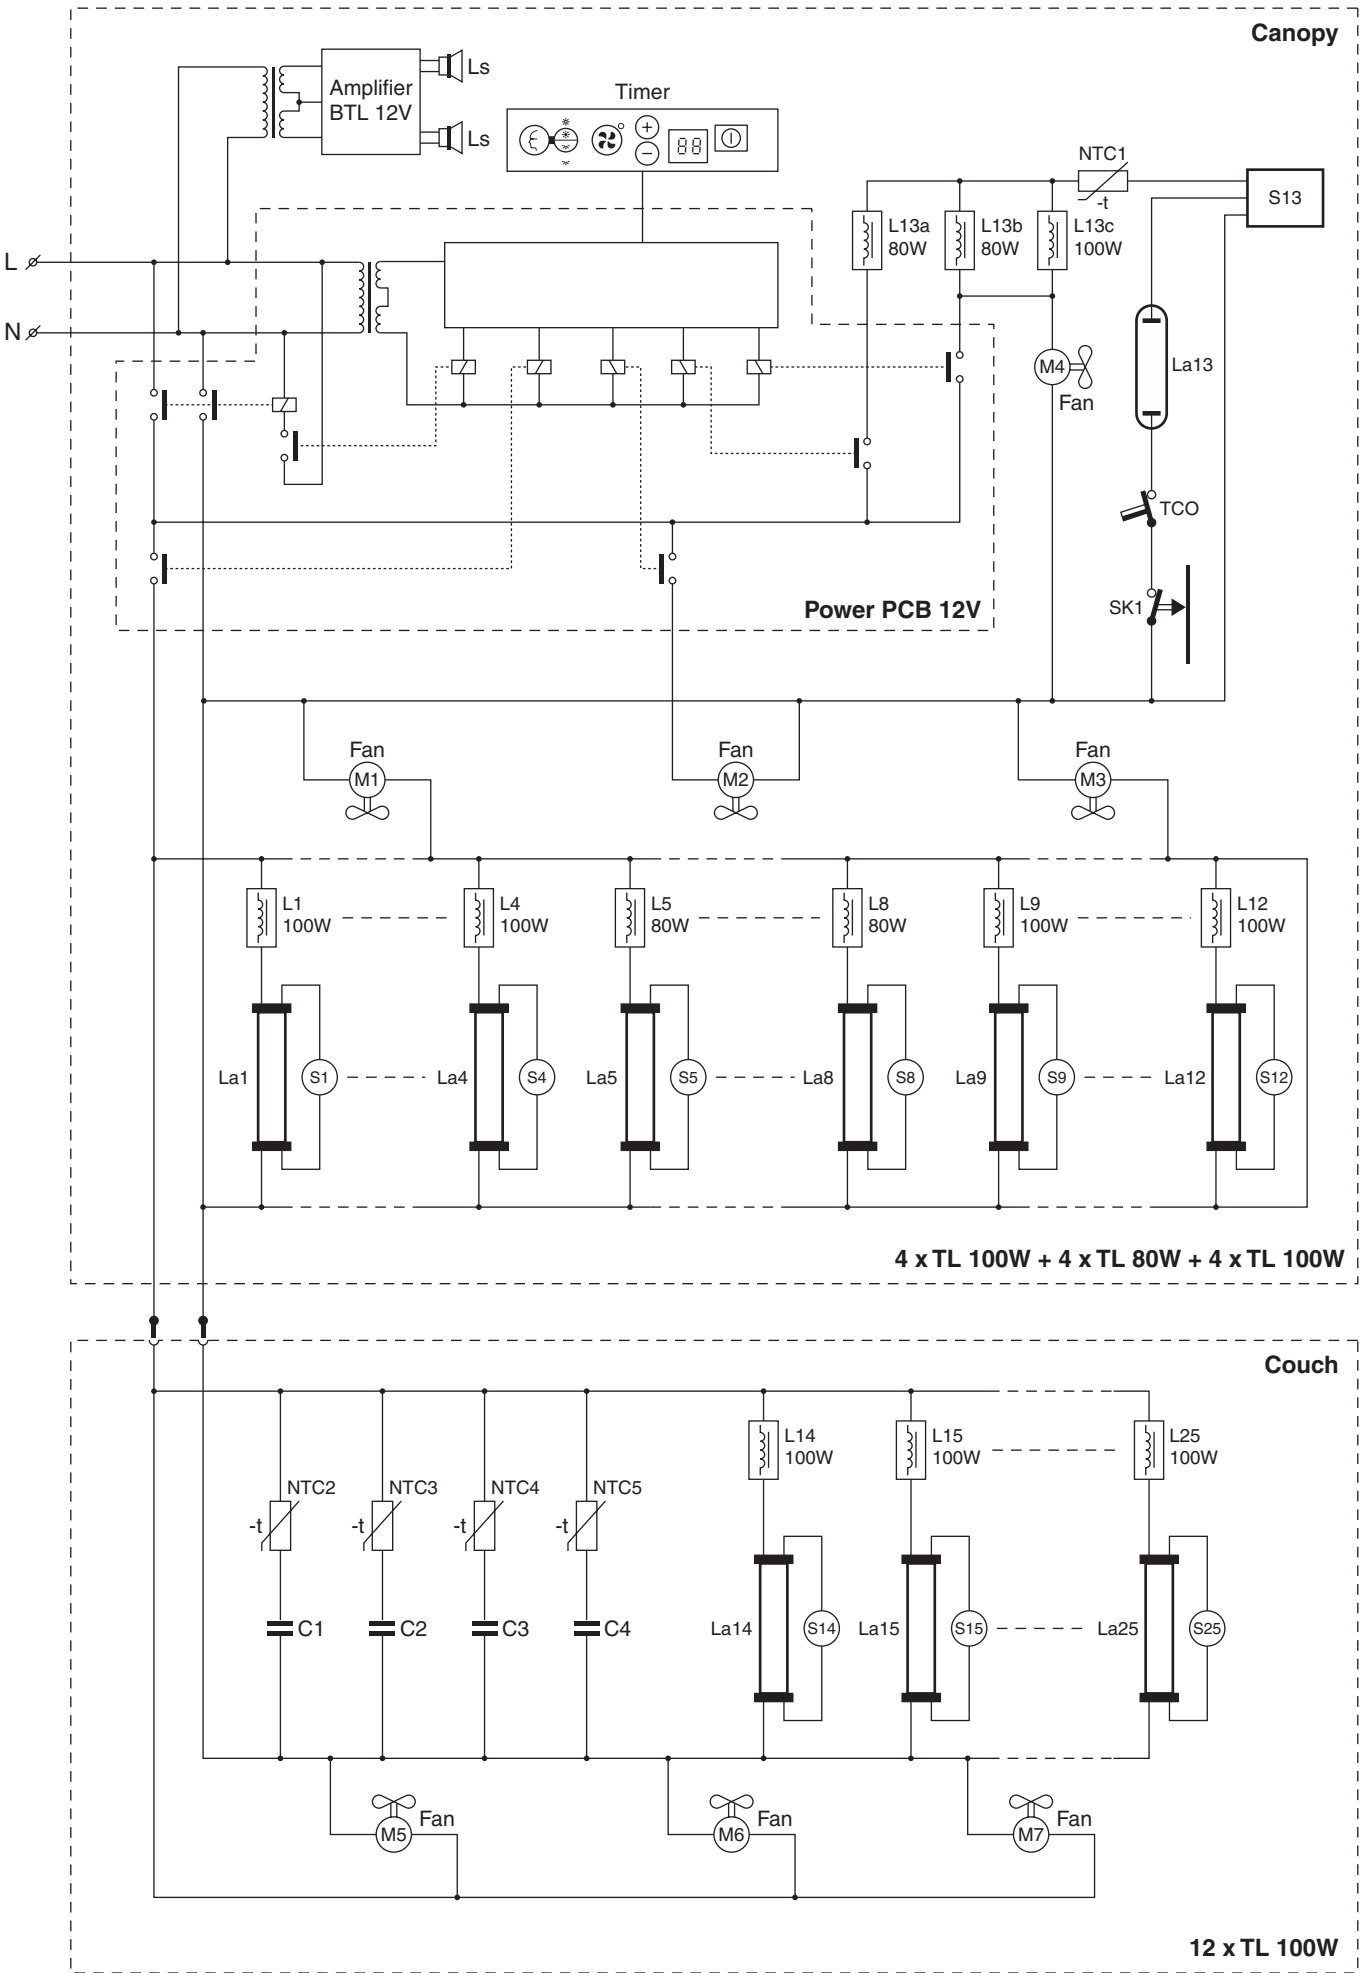 Canopy
Amplifier
BTL 12V
Ls
Ls
Timer
88
NTC1
-t
S13
L13a
80W
L13b
80W
L13c
100W
L
N
M4
Fan
La13
TCO
SK1
Power PCB 12V
Fan
M1
Fan
M2
Fan
M3
L1
100W
L4
100W
L5
80W
L8
80W
L9
100W
L12
100W
La1
S1
La4
S4
La5
S5
La8
S8
La9
S9
La12
S12
4 x TL 100W + 4 x TL 80W + 4 x TL 100W
Couch
L14
100W
L15
100W
L25
100W
NTC2
-t
NTC3
-t
NTC4
-t
NTC5
-t
C1
C2
C3
C4
La14
S14
La15
S15
La25
S25
M5
Fan
M6
Fan
M7
Fan
12 x TL 100W